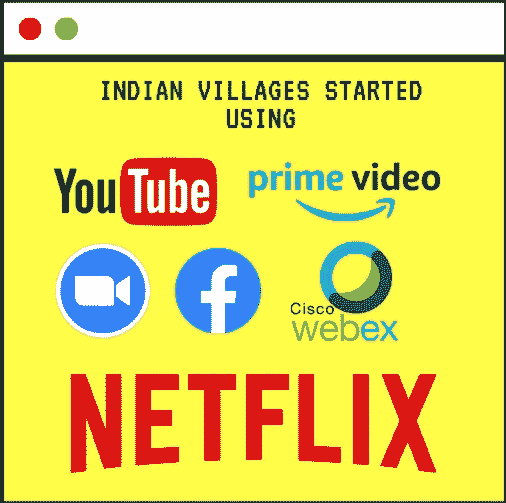 INDIAN VILLAGES STARTED
USING
YouTube
prime video
f
Cisco
webex
NETFLIX